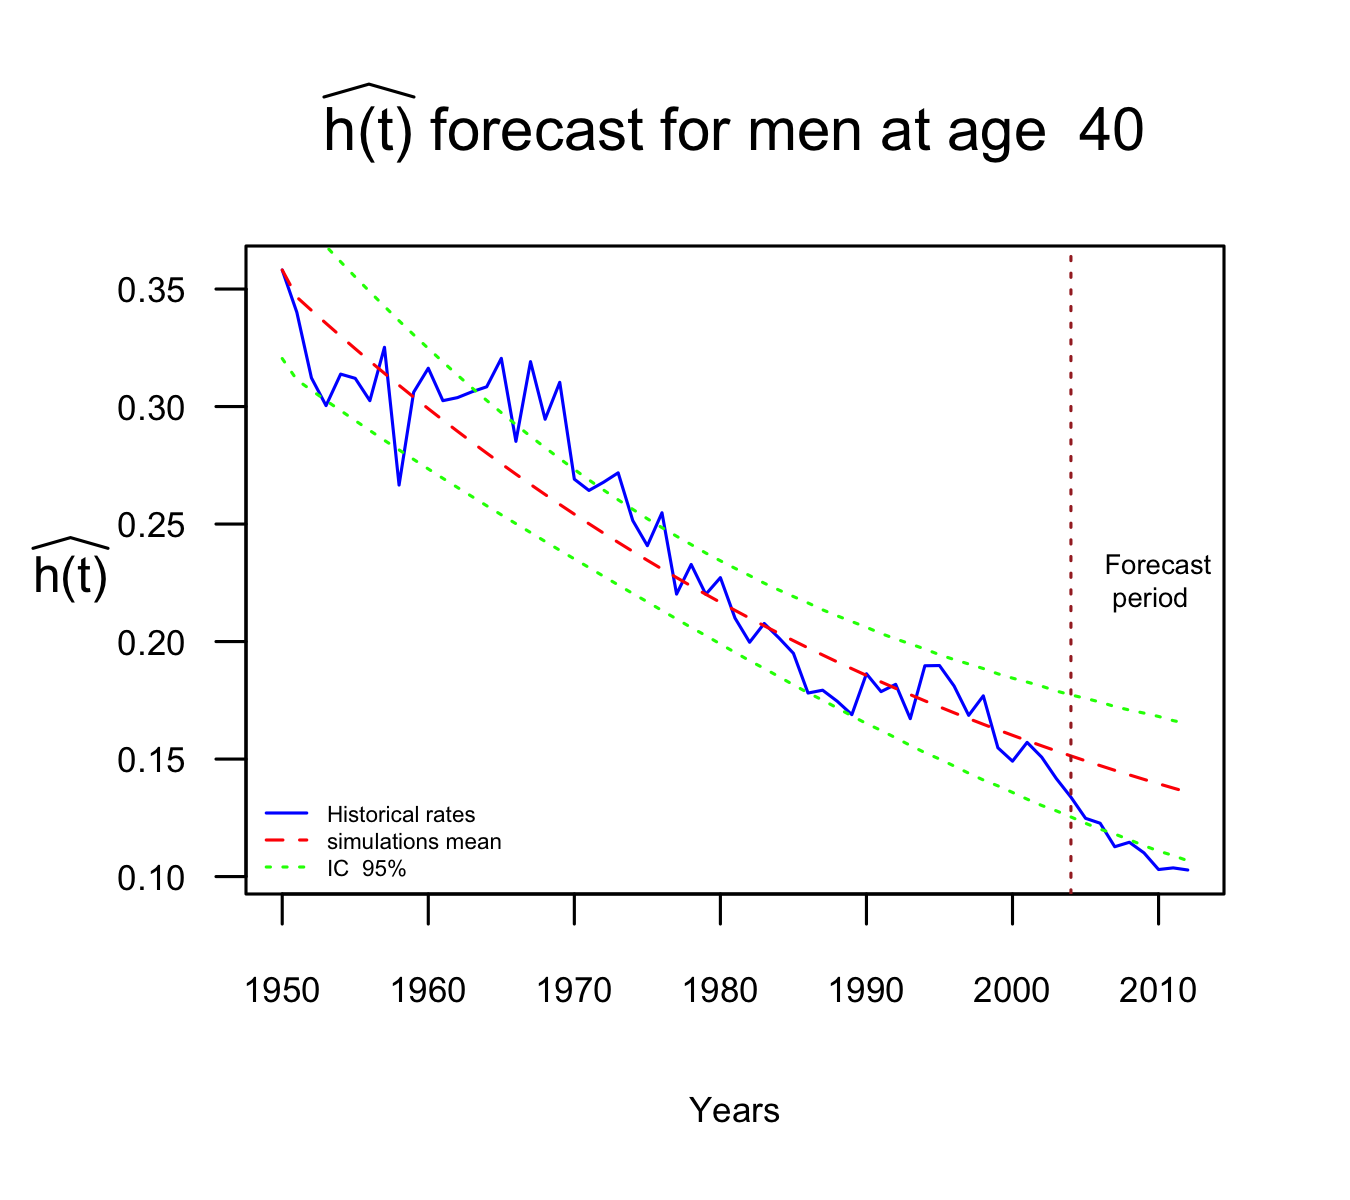 h(t) forecast for men at age 40
h(t)
0.35
0.30
0.25
0.20
0.15
0.10
Forecast
period
Historical rates
simulations mean
IC 95%
1950 1960 1970 1980 1990 2000 2010
Years